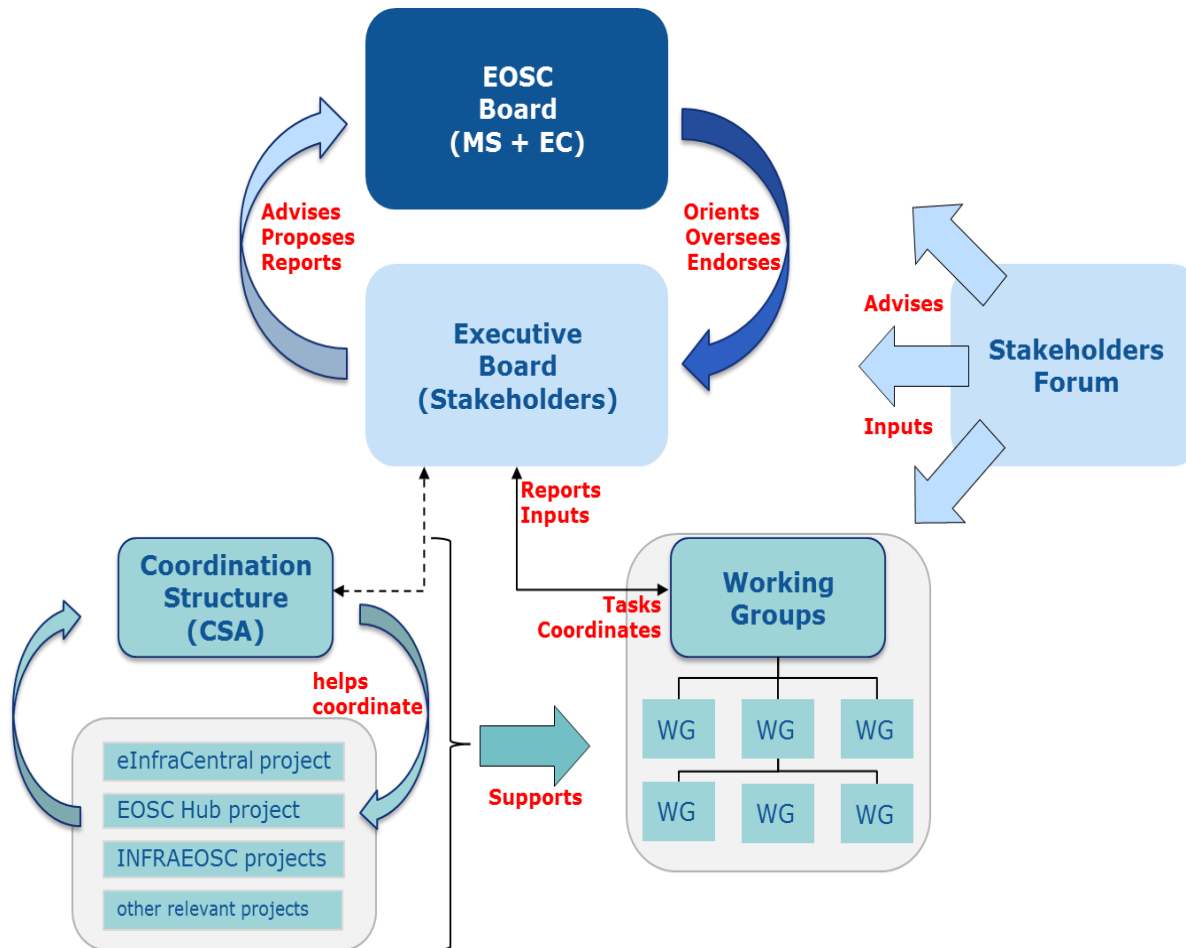 EOSC
Board
(MS + EC)
Advises
Proposes
Reports
Orients
Oversees
Endorses
Executive
Board
(Stakeholders)
Advises
Inputs
Stakeholders
Forum
Reports
Inputs
Tasks
Coordinates
Coordination
Structure
(CSA)
helps
coordinate
eInfraCentral project
EOSC Hub project
INFRAEOSC projects
other relevant projects
Supports
Working
Groups
WG
WG
WG
WG
WG
WG